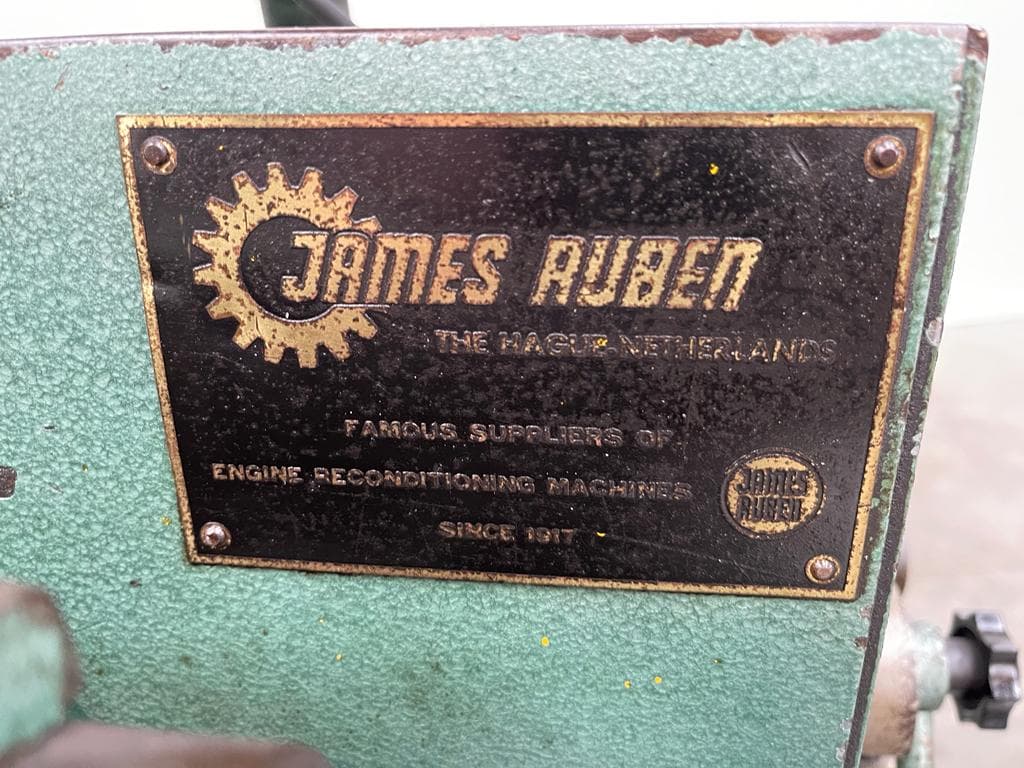 JAMES RUBEN
THE HAGUE-NETHERLANDS
FAMOUS SUPPLIERS OF
ENGINE RECONDITIONING MACHINES
SINCE 1917
JAMES
RUBEN